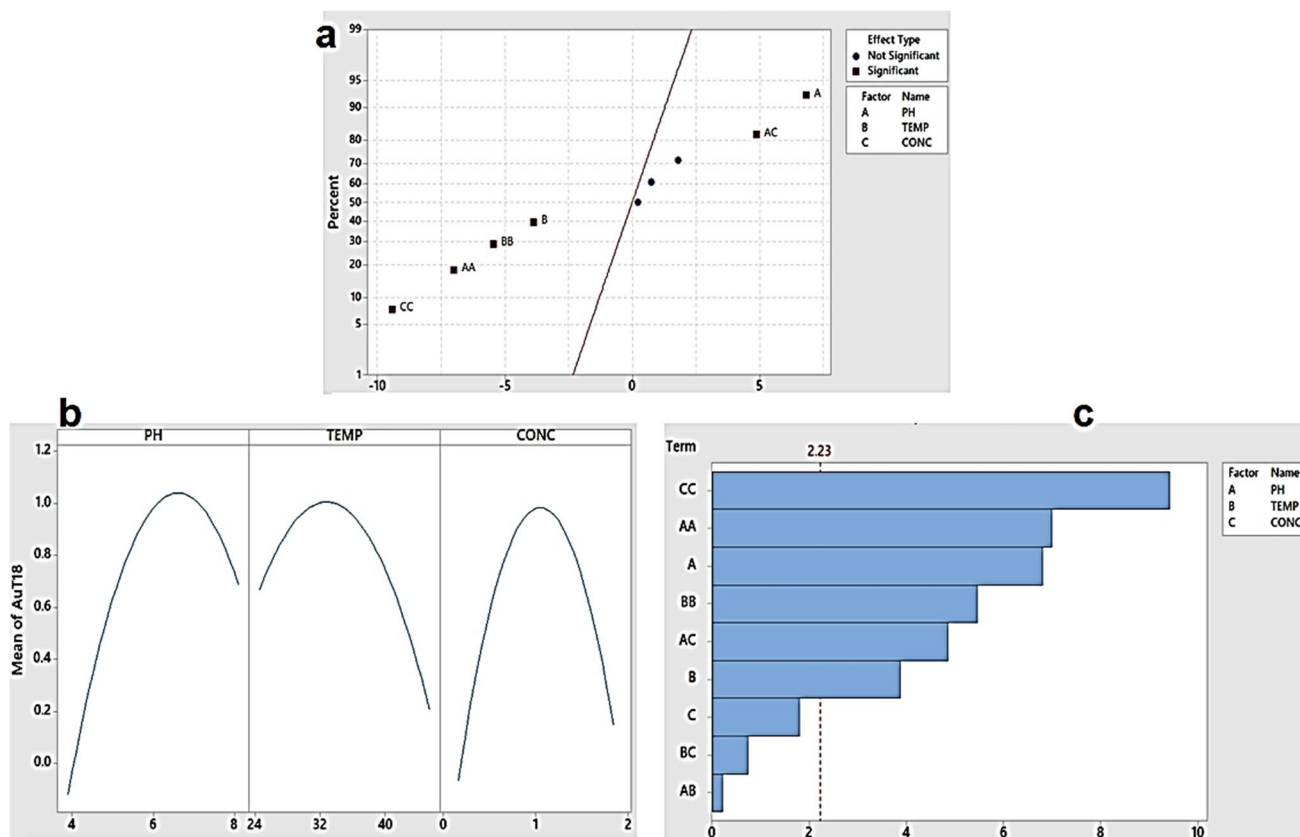 a
99
95
90
80
70
60
50
40
30
20
10
5
1
Percent
-10
-5
0
5
A
AC
B
BB
AA
CC
Effect Type
Not Significant
Significant
Factor Name
A PH
B TEMP
C CONC
b
PH TEMP CONC
1.2
1.0
0.8
0.6
0.4
0.2
0.0
Mean of AuT18
4 6 8 24 32 40 0 1 2
c
Term
2.23
CC
AA
A
BB
AC
B
C
BC
AB
0 2 4 6 8 10
Factor Name
A PH
B TEMP
C CONC